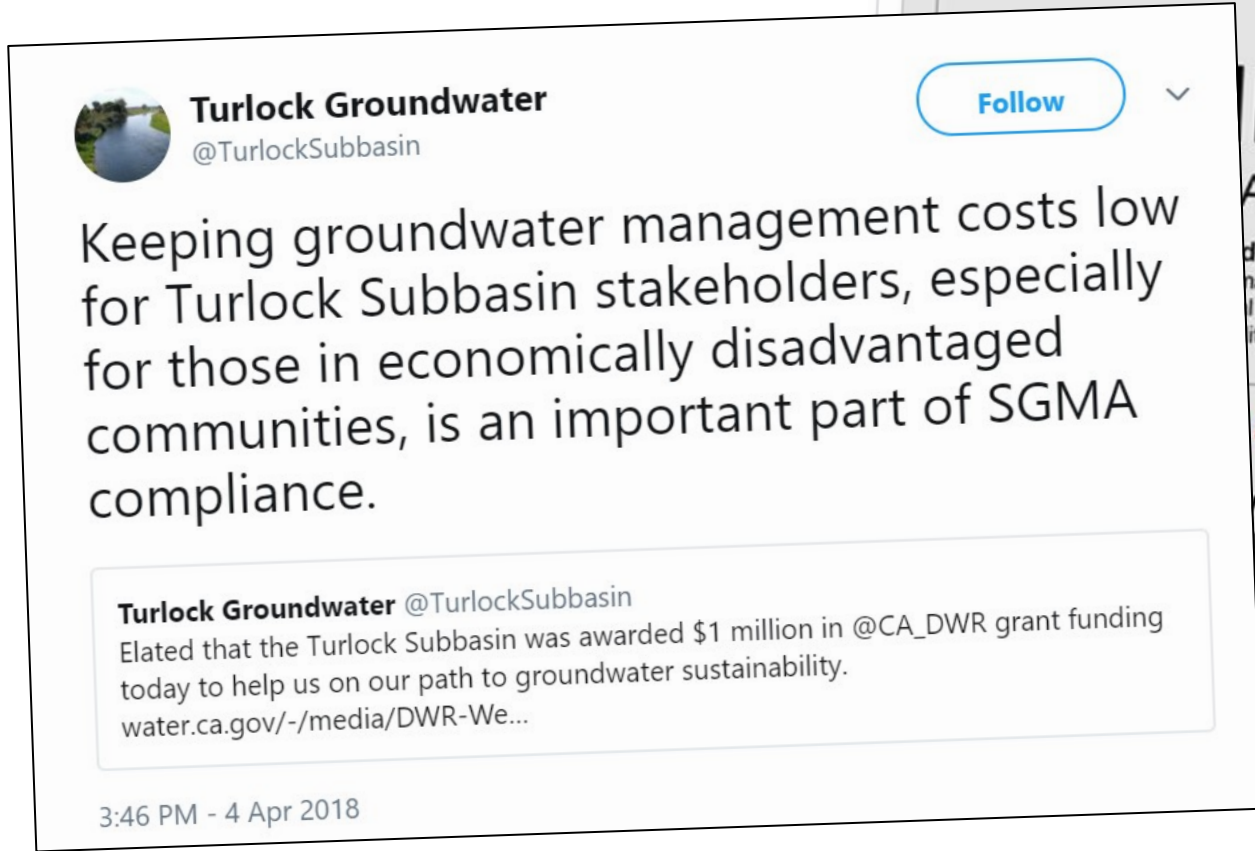 Turlock Groundwater
@TurlockSubbasin
Follow
Keeping groundwater management costs low
for Turlock Subbasin stakeholders, especially
for those in economically disadvantaged
communities, is an important part of SGMA
compliance.
Turlock Groundwater @TurlockSubbasin
Elated that the Turlock Subbasin was awarded $1 million in @CA_DWR grant funding
today to help us on our path to groundwater sustainability.
water.ca.gov/-/media/DWR-We...
3:46 PM - 4 Apr 2018